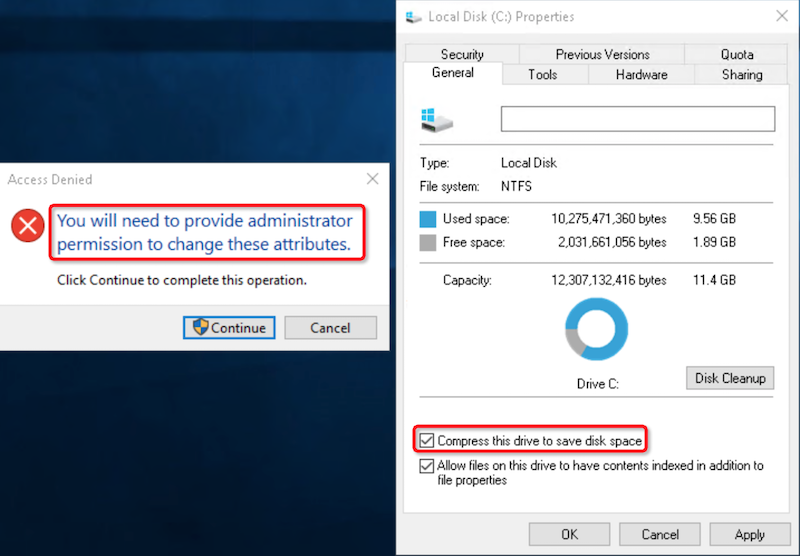 Access Denied
You will need to provide administrator
permission to change these attributes.
Click Continue to complete this operation.
Continue
Cancel
Local Disk (C:) Properties
Security
Previous Versions
Quota
General
Tools
Hardware
Sharing
Type: Local Disk
File system: NTFS
Used space: 10,275,471,360 bytes 9.56 GB
Free space: 2,031,661,056 bytes 1.89 GB
Capacity: 12,307,132,416 bytes 11.4 GB
Drive C:
Disk Cleanup
Compress this drive to save disk space
Allow files on this drive to have contents indexed in addition to
file properties
OK
Cancel
Apply